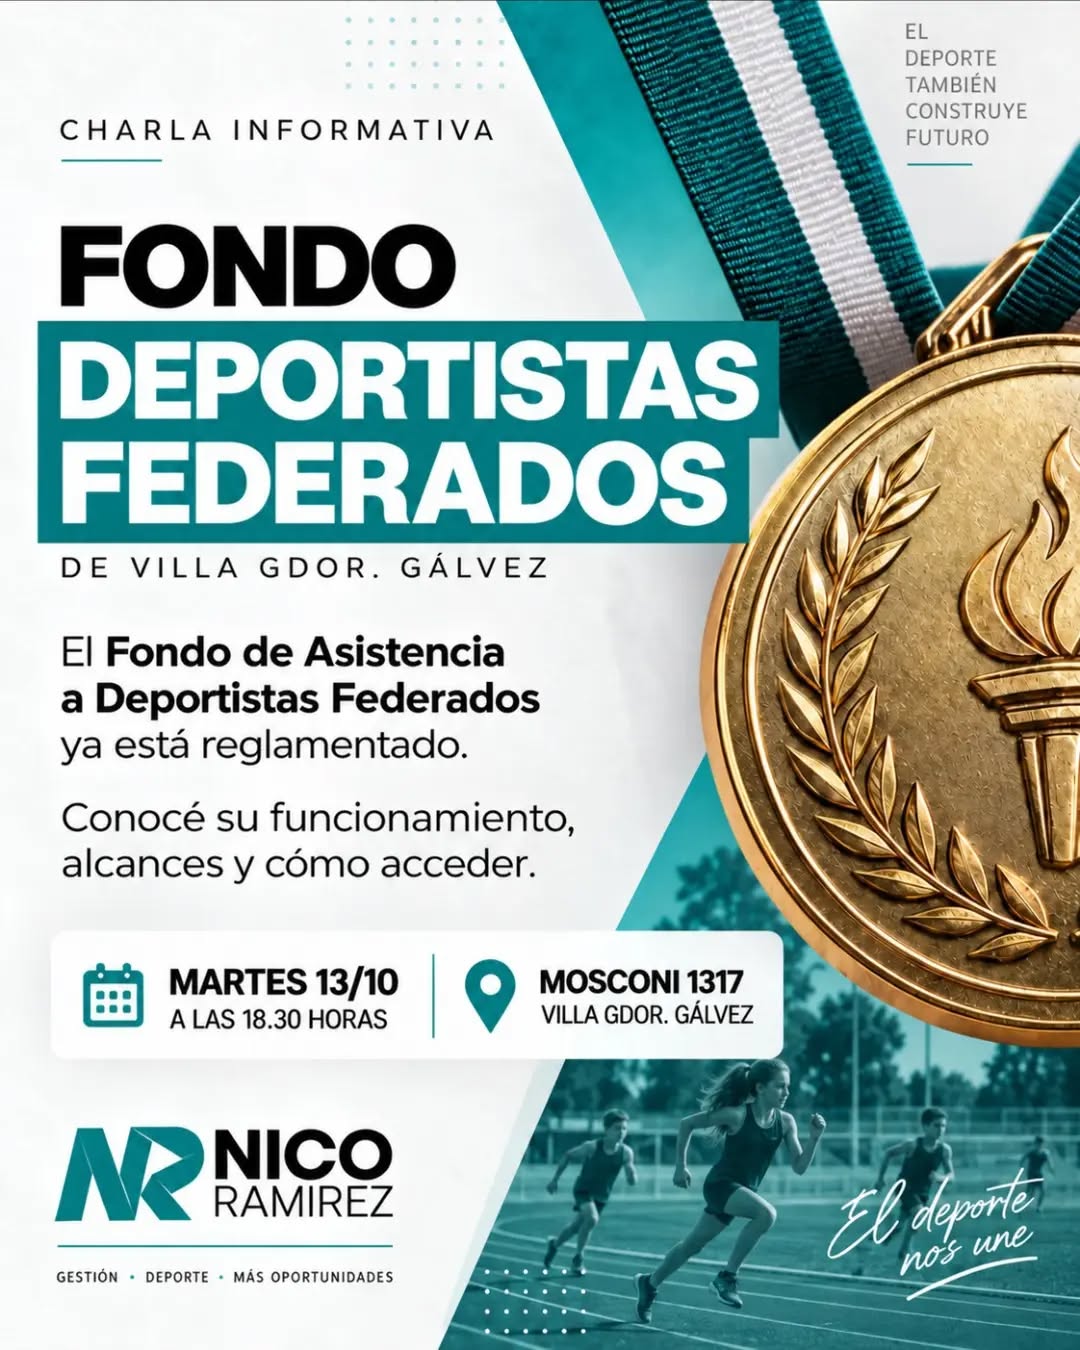 EL
DEPORTE
TAMBIÉN
CONSTRUYE
FUTURO
CHARLA INFORMATIVA
FONDO
DEPORTISTAS
FEDERADOS
DE VILLA GDOR. GÁLVEZ
El Fondo de Asistencia
a Deportistas Federados
ya está reglamentado.
Conocé su funcionamiento,
alcances y cómo acceder.
MARTES 13/10
A LAS 18.30 HORAS
MOSCONI 1317
VILLA GDOR. GÁLVEZ
NR NICO
RAMIREZ
GESTIÓN • DEPORTE • MÁS OPORTUNIDADES
El deporte
nos une